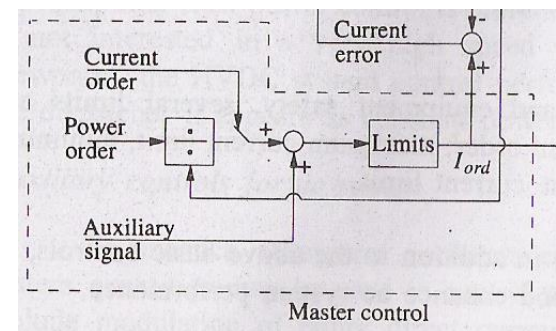 Current
error
Current
order
Power
order
÷
+
+
-
+
Limits
I_ord
Auxiliary
signal
Master control